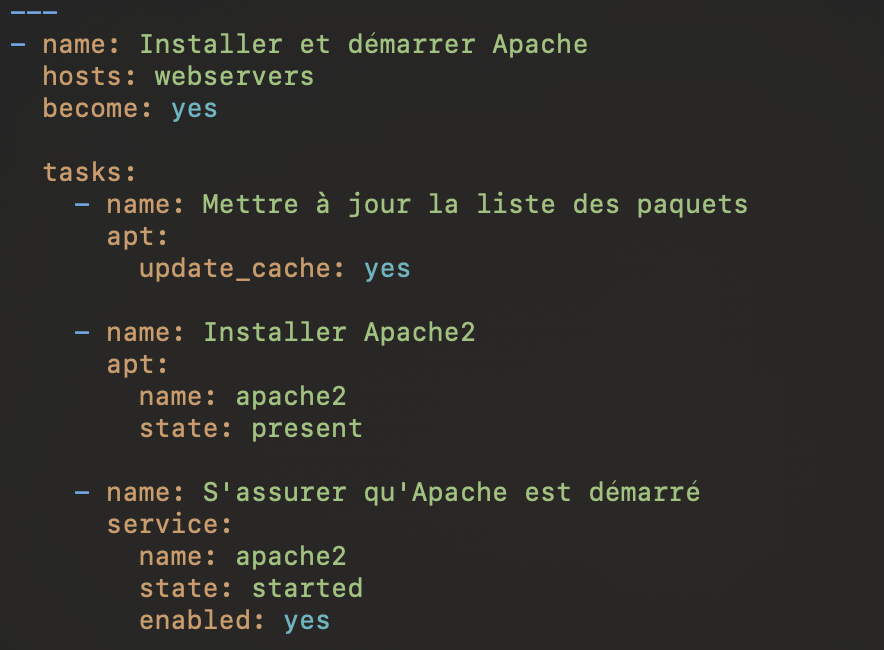 ---
- name: Installer et démarrer Apache
  hosts: webservers
  become: yes

  tasks:
    - name: Mettre à jour la liste des paquets
      apt:
        update_cache: yes

    - name: Installer Apache2
      apt:
        name: apache2
        state: present

    - name: S'assurer qu'Apache est démarré
      service:
        name: apache2
        state: started
        enabled: yes